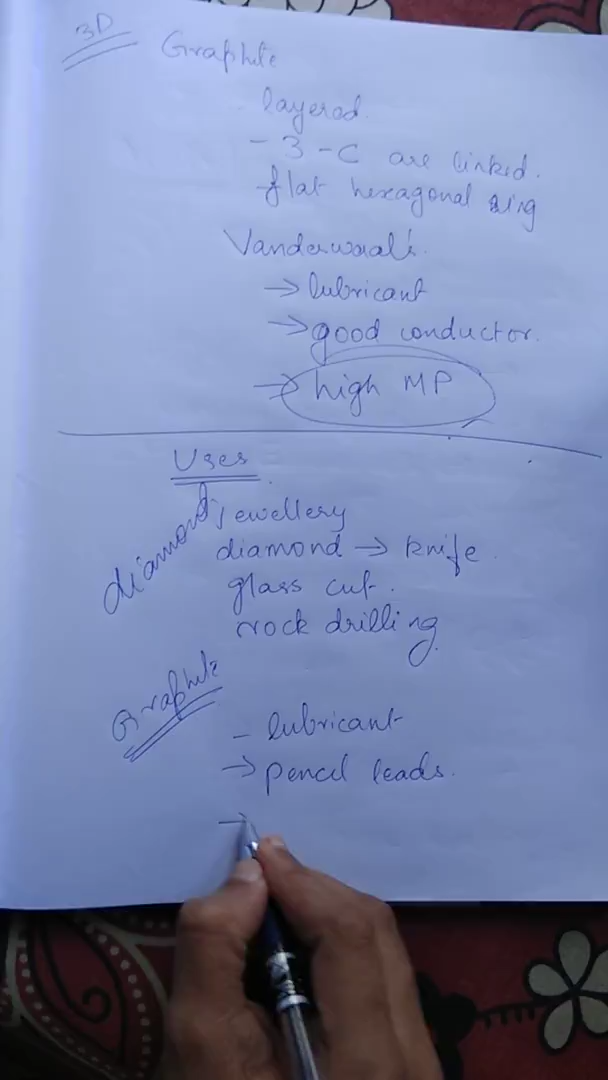 3D Graphite
layered.
- 3 - C are linked.
flat hexagonal ring
Vanderwaal's.
→ lubricant
→ good conductor.
→ high MP
Uses
diamond jewellery
diamond → knife.
glass cut.
rock drilling
Graphite
- lubricant
→ pencil leads.
→